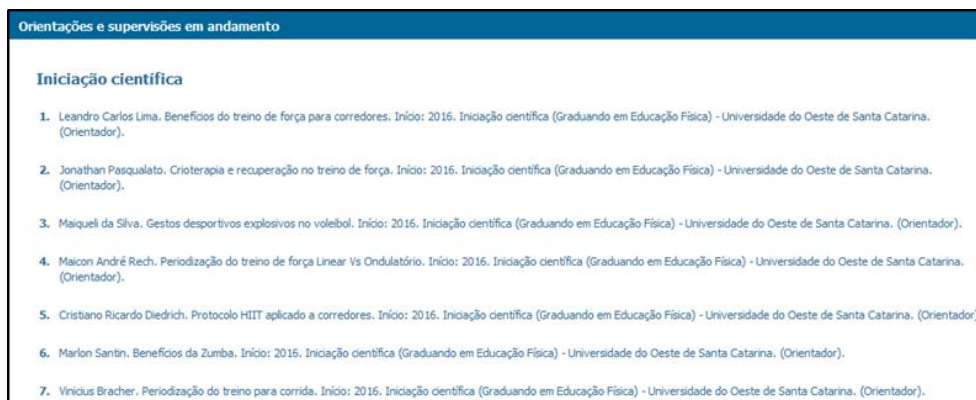 Orientações e supervisões em andamento
Iniciação científica
1. Leandro Carlos Lima. Benefícios do treino de força para corredores. Início: 2016. Iniciação científica (Graduando em Educação Física) - Universidade do Oeste de Santa Catarina.
(Orientador).
2. Jonathan Pasqualato. Crioterapia e recuperação no treino de força. Início: 2016. Iniciação científica (Graduando em Educação Física) - Universidade do Oeste de Santa Catarina.
(Orientador).
3. Maiqueli da Silva. Gestos desportivos explosivos no voleibol. Início: 2016. Iniciação científica (Graduando em Educação Física) - Universidade do Oeste de Santa Catarina. (Orientador).
4. Maicon André Rech. Periodização do treino de força Linear Vs Ondulatório. Início: 2016. Iniciação científica (Graduando em Educação Física) - Universidade do Oeste de Santa Catarina.
(Orientador).
5. Cristiano Ricardo Diedrich. Protocolo HIIT aplicado a corredores. Início: 2016. Iniciação científica (Graduando em Educação Física) - Universidade do Oeste de Santa Catarina. (Orientador)
6. Marlon Santin. Benefícios da Zumba. Início: 2016. Iniciação científica (Graduando em Educação Física) - Universidade do Oeste de Santa Catarina. (Orientador).
7. Vinicius Bracher. Periodização do treino para corrida. Início: 2016. Iniciação científica (Graduando em Educação Física) - Universidade do Oeste de Santa Catarina. (Orientador).